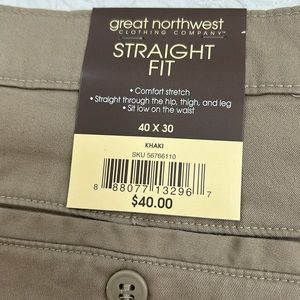 great northwest
CLOTHING COMPANY™
STRAIGHT
FIT
• Comfort stretch
• Straight through the hip, thigh, and leg
• Sit low on the waist
40 X 30
KHAKI
SKU 56766110
8 88077 13296 7
$40.00